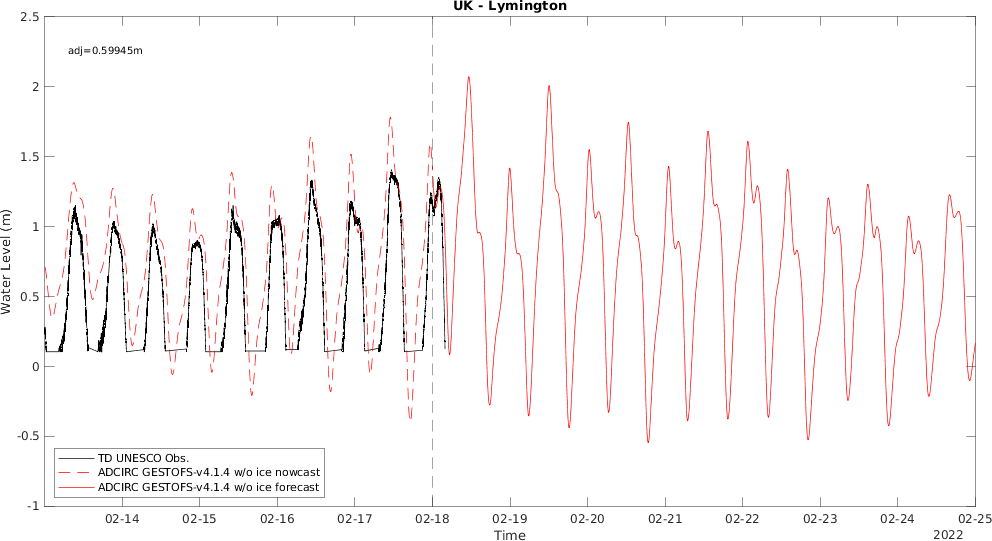 UK - Lymington
2.5
adj=0.59945m
2
1.5
1
0.5
0
-0.5
-1
Water Level (m)
TD UNESCO Obs.
ADCIRC GESTOFS-v4.1.4 w/o ice nowcast
ADCIRC GESTOFS-v4.1.4 w/o ice forecast
02-14 02-15 02-16 02-17 02-18 02-19 02-20 02-21 02-22 02-23 02-24 02-25
Time
2022